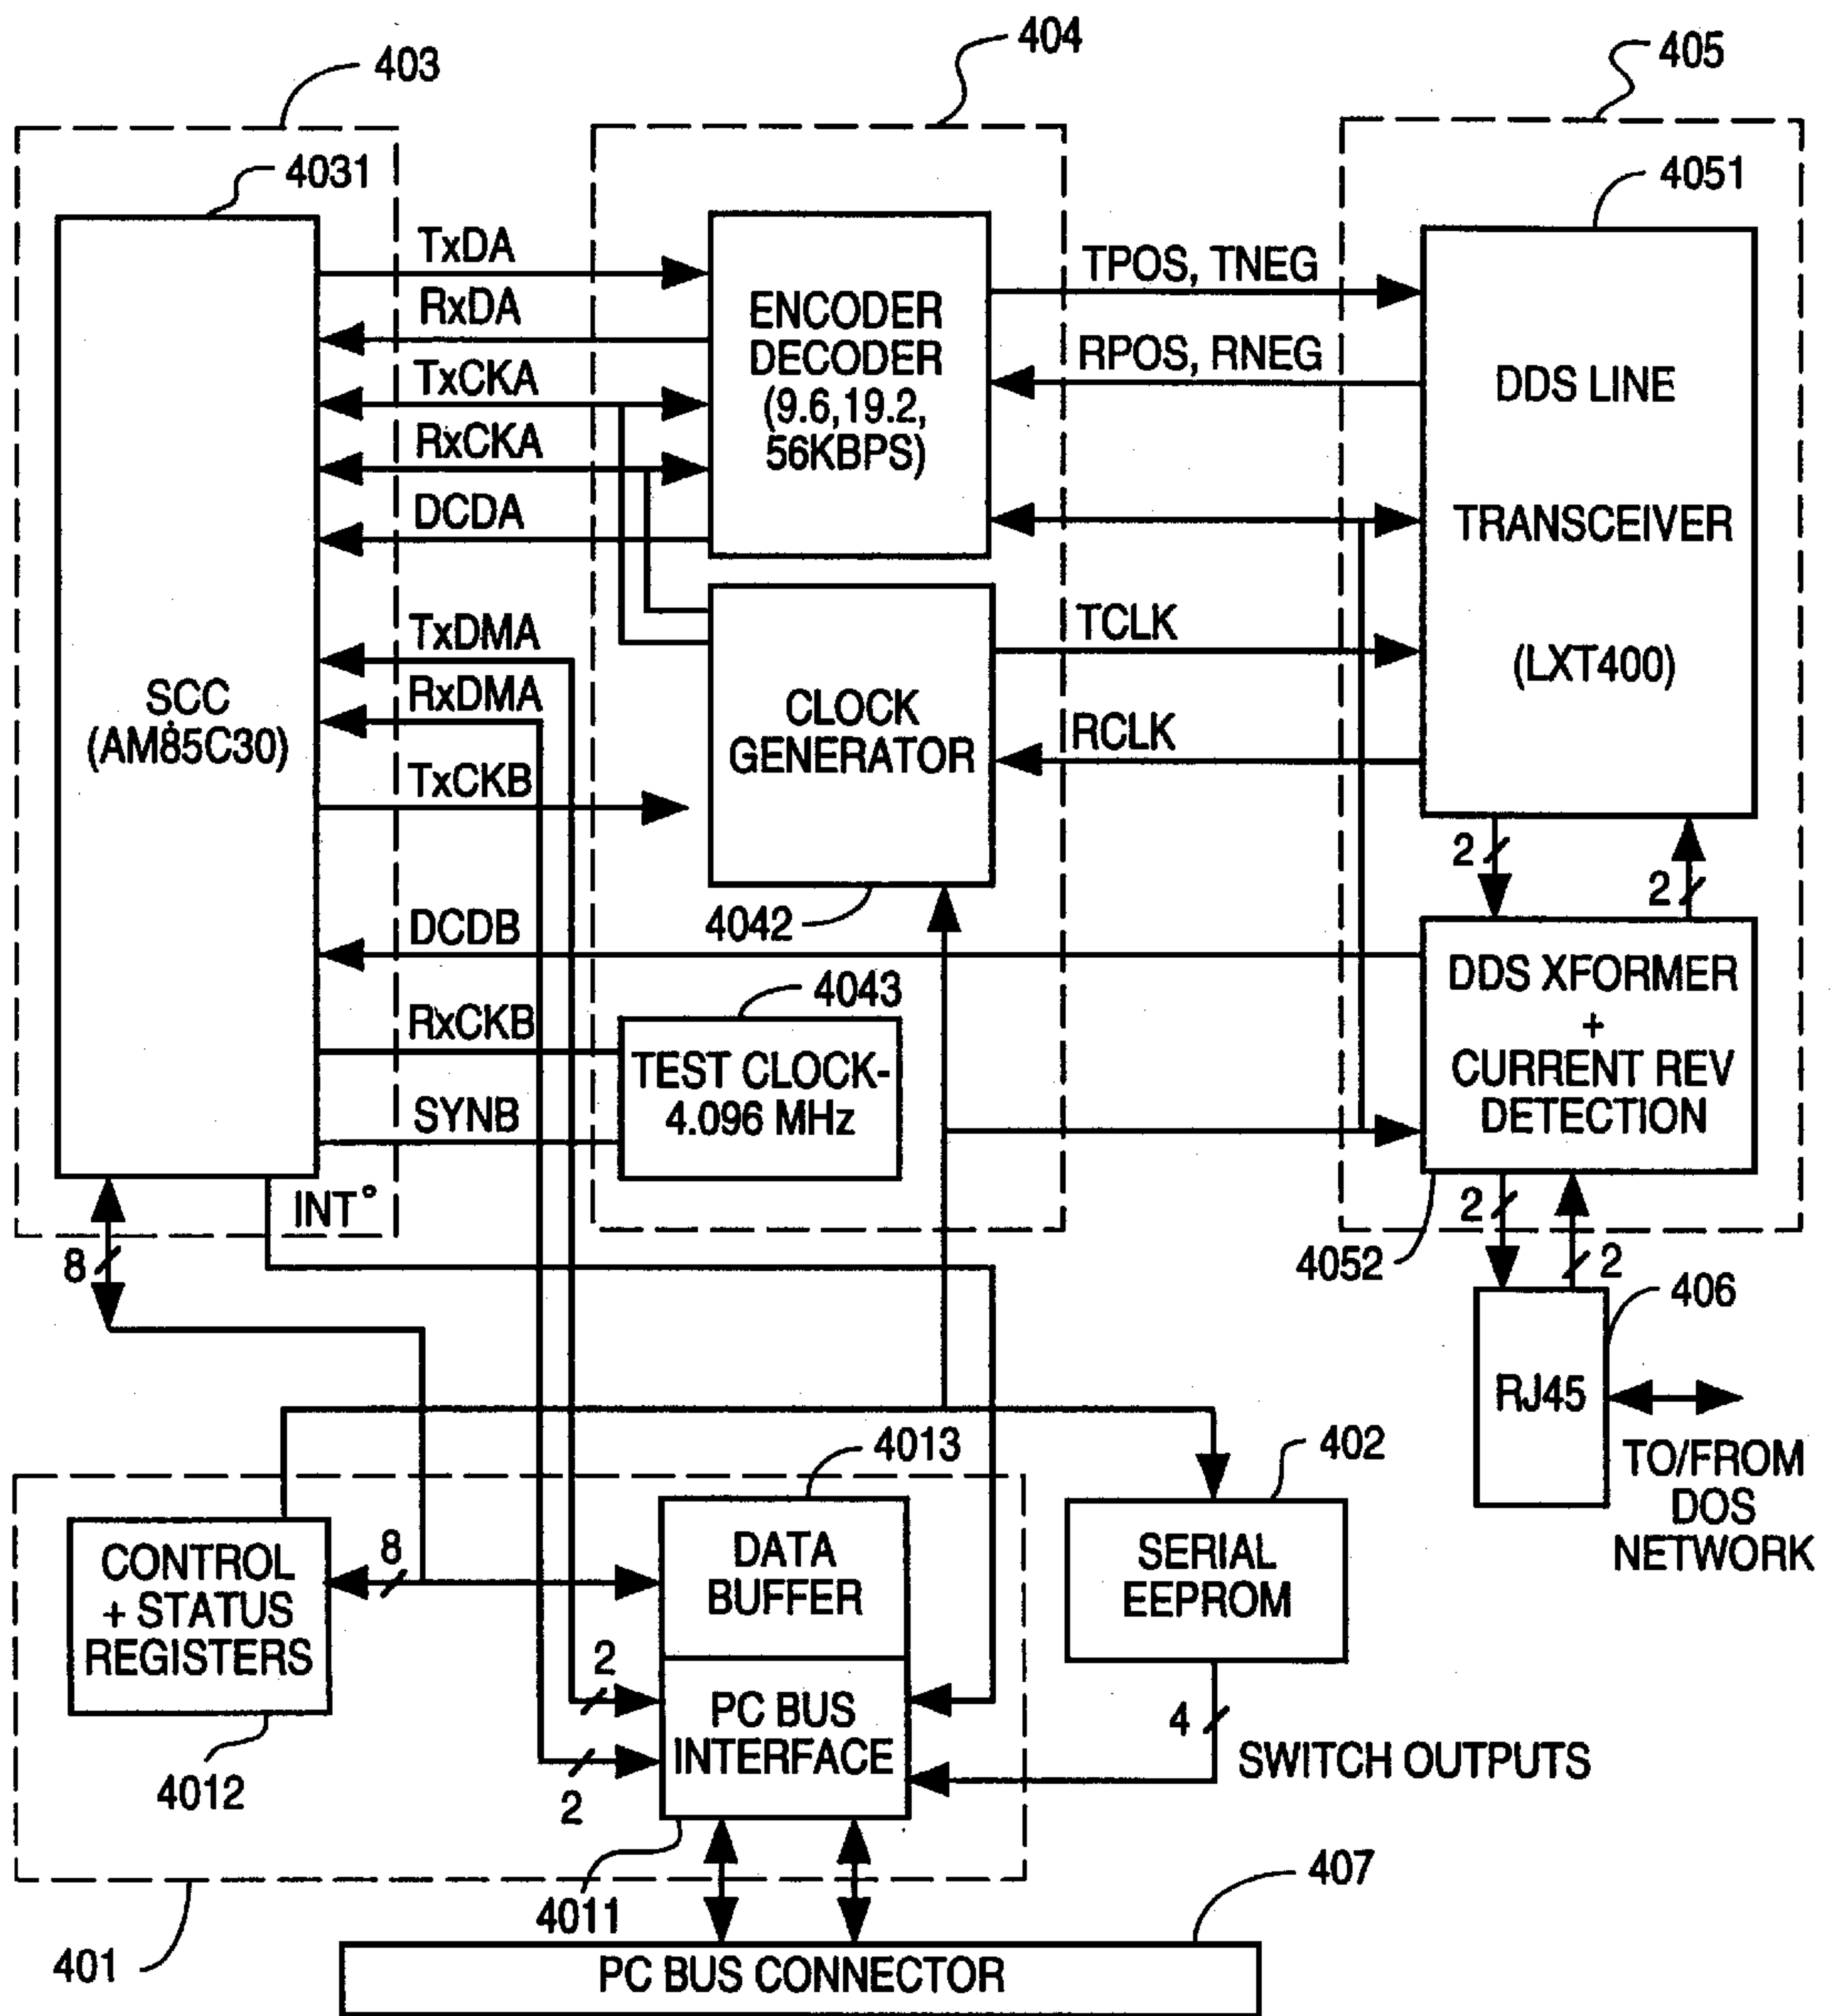 403
404
405
4031
4051
TxDA
RxDA
TxCKA
RxCKA
DCDA
TxDMA
RxDMA
TxCKB
DCDB
RxCKB
SYNB
SCC
(AM85C30)
INT°
8
ENCODER
DECODER
(9.6,19.2,
56KBPS)
CLOCK
GENERATOR
4042
4043
TEST CLOCK-
4.096 MHz
TPOS, TNEG
RPOS, RNEG
TCLK
RCLK
DDS LINE
TRANSCEIVER
(LXT400)
2
2
DDS XFORMER
+
CURRENT REV
DETECTION
4052
2
2
406
RJ45
TO/FROM
DOS
NETWORK
4013
402
CONTROL
+ STATUS
REGISTERS
4012
8
DATA
BUFFER
2
PC BUS
INTERFACE
2
4011
SERIAL
EEPROM
4
SWITCH OUTPUTS
401
407
PC BUS CONNECTOR